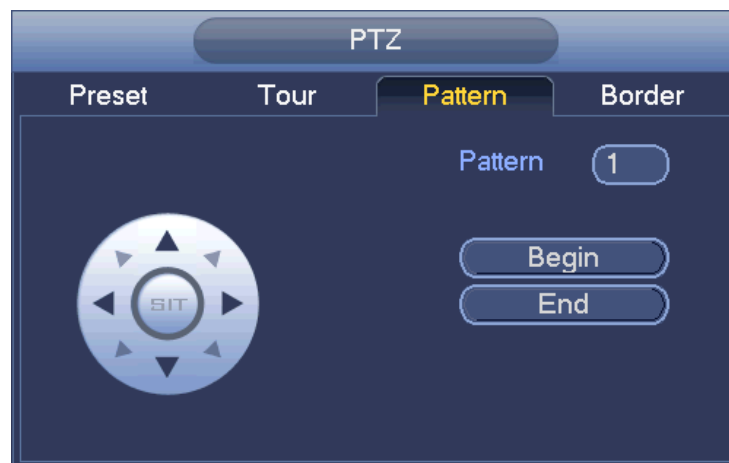 PTZ
Preset Tour Pattern Border
Pattern 1
SIT
Begin
End